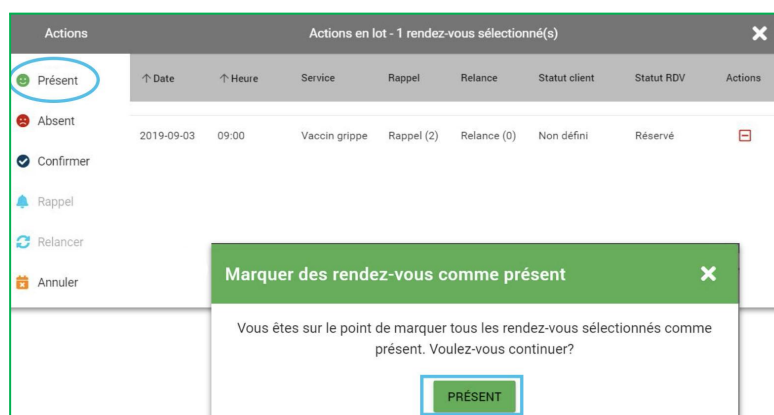 Actions
Actions en lot - 1 rendez-vous sélectionné(s)
Présent
↑ Date ↑ Heure Service Rappel Relance Statut client Statut RDV Actions
Absent
2019-09-03 09:00 Vaccin grippe Rappel (2) Relance (0) Non défini Réservé
Confirmer
Rappel
Relancer
Annuler
Marquer des rendez-vous comme présent
Vous êtes sur le point de marquer tous les rendez-vous sélectionnés comme
présent. Voulez-vous continuer?
PRÉSENT